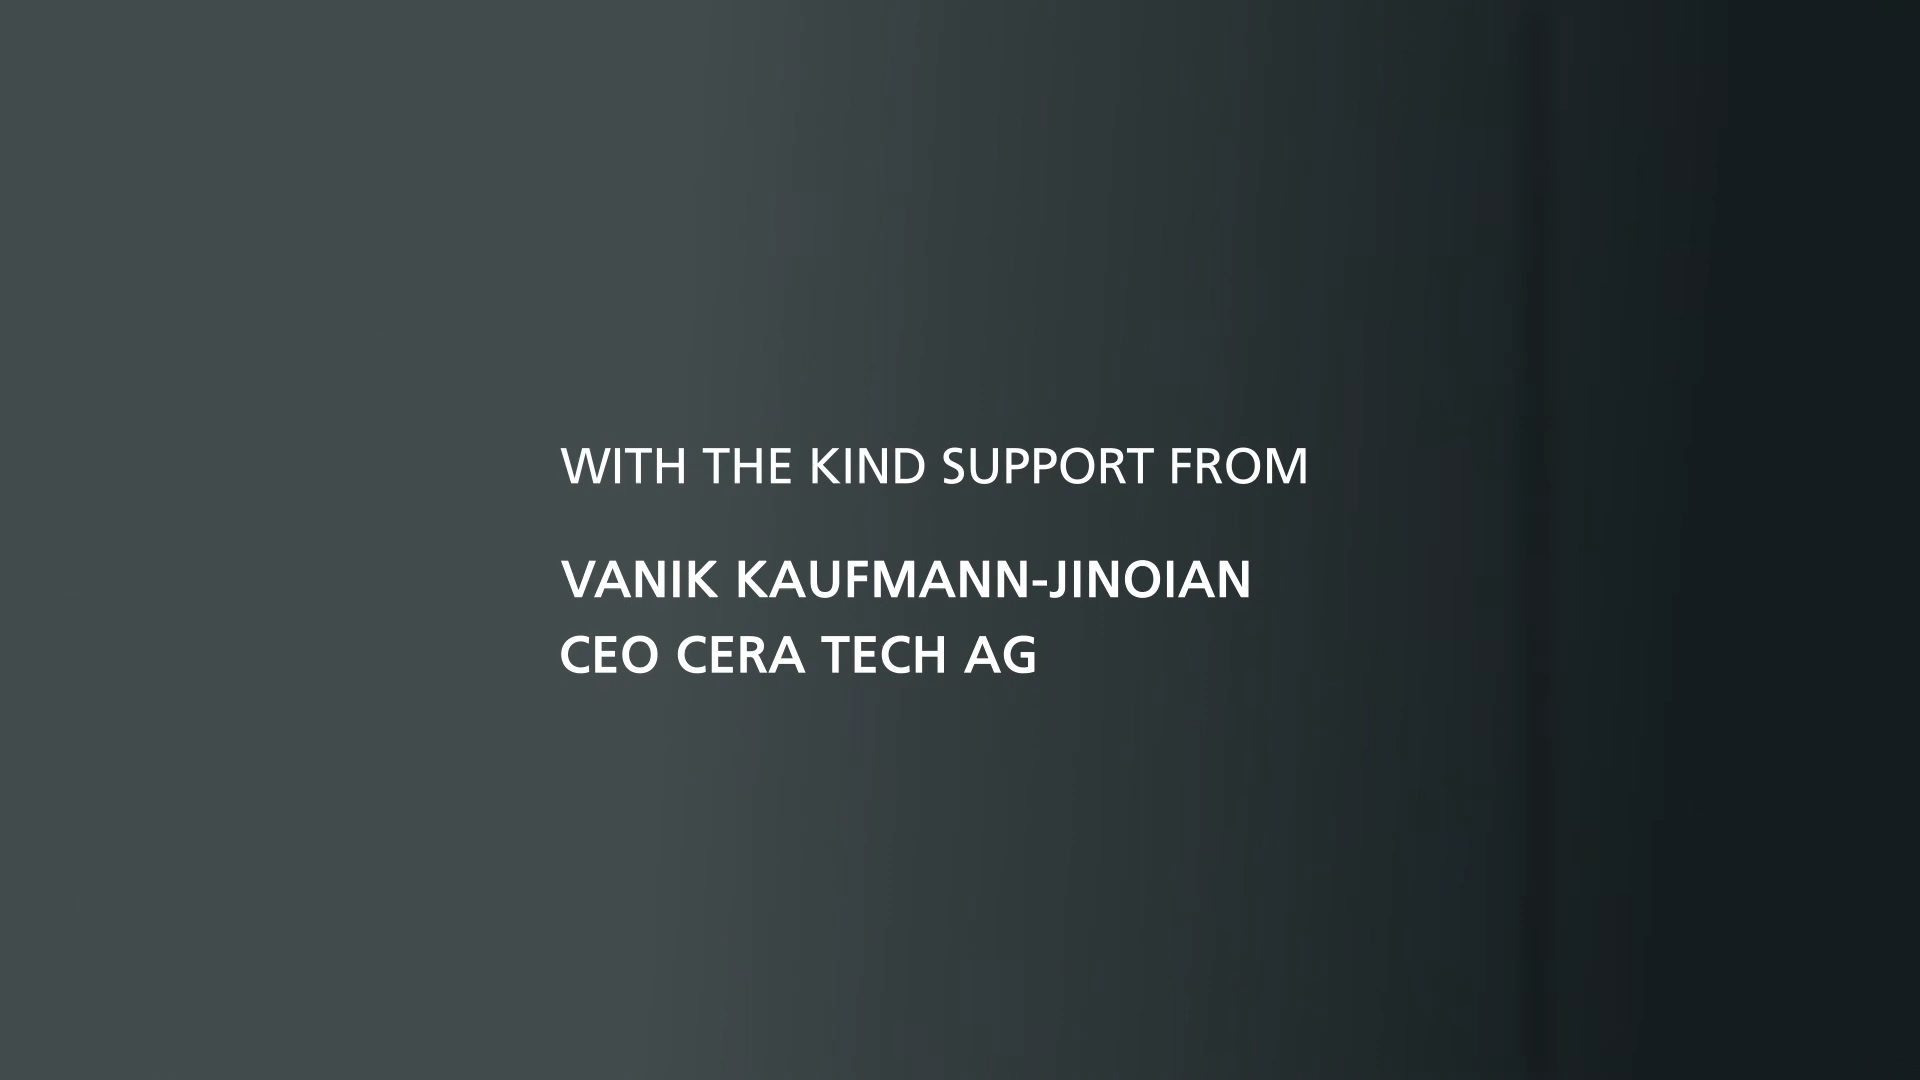 WITH THE KIND SUPPORT FROM
VANIK KAUFMANN-JINOIAN
CEO CERA TECH AG